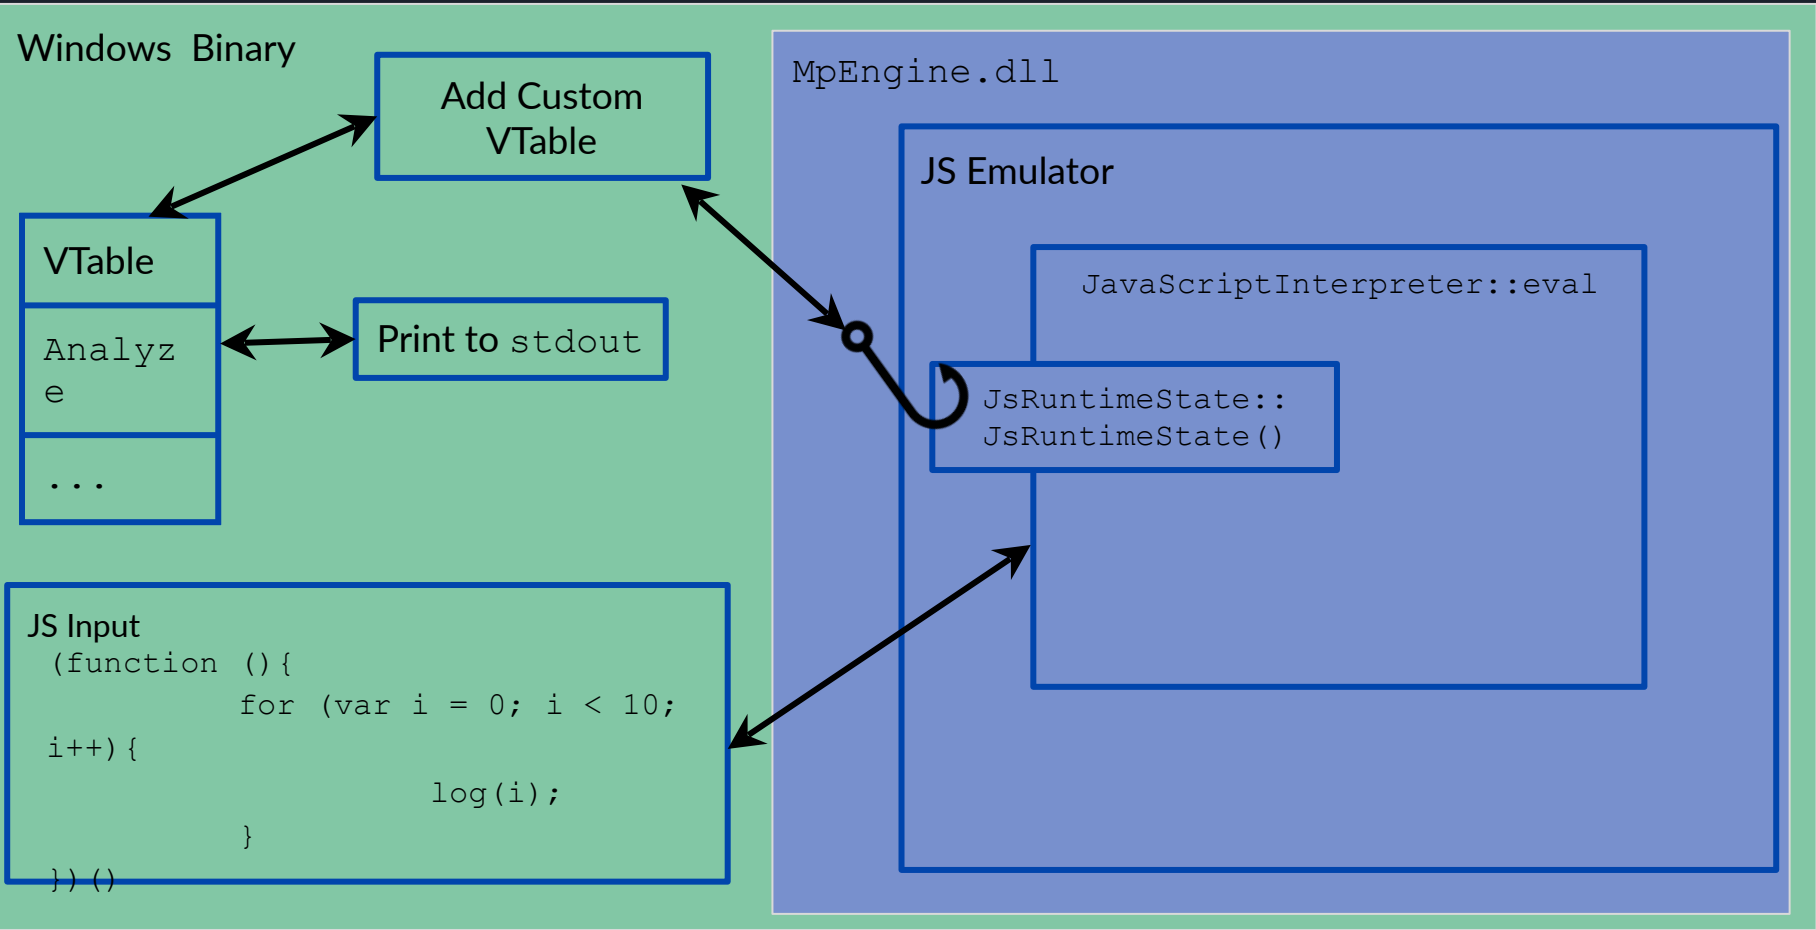 Windows Binary
Add Custom
VTable
VTable
Analyz
e
...
Print to stdout
JS Input
(function (){
for (var i = 0; i < 10;
i++){
log(i);
}
})()
MpEngine.dll
JS Emulator
JavaScriptInterpreter::eval
JsRuntimeState::
JsRuntimeState()